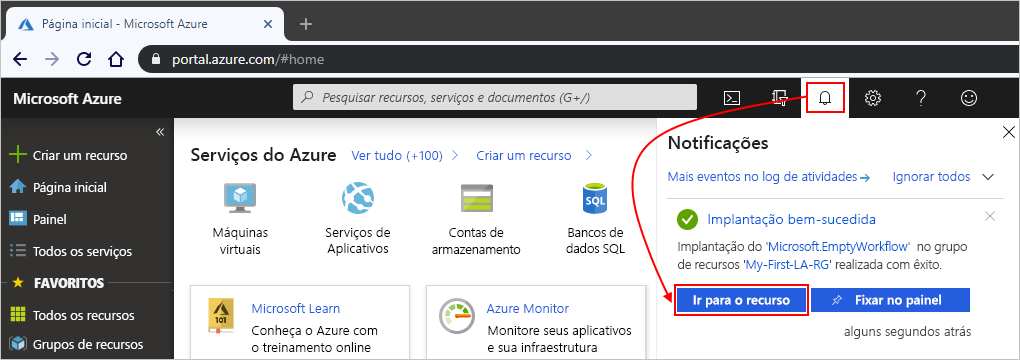 Página inicial - Microsoft Azure
portal.azure.com/#home
Microsoft Azure
Pesquisar recursos, serviços e documentos (G+/)
Criar um recurso
Página inicial
Painel
Todos os serviços
FAVORITOS
Todos os recursos
Grupos de recursos
Serviços do Azure
Ver tudo (+100)
Criar um recurso
Máquinas
virtuais
Serviços de
Aplicativos
Contas de
armazenamento
SQL
Bancos de
dados SQL
101
Microsoft Learn
Conheça o Azure com
o treinamento online
Azure Monitor
Monitore seus aplicativos
e sua infraestrutura
Notificações
Mais eventos no log de atividades
Ignorar todos
Implantação bem-sucedida
Implantação do 'Microsoft.EmptyWorkflow' no grupo
de recursos 'My-First-LA-RG' realizada com êxito.
Ir para o recurso
Fixar no painel
alguns segundos atrás